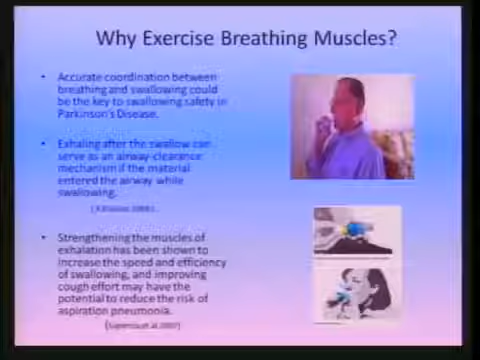 Why Exercise Breathing Muscles?
• Accurate coordination between
breathing and swallowing could
be the key to swallowing safety in
Parkinson's Disease.
• Exhaling after the swallow can
serve as an airway-clearance
mechanism if the material
entered the airway while
swallowing.
• Strengthening the muscles of
exhalation has been shown to
increase the speed and efficiency
of swallowing, and improving
cough effort may have the
potential to reduce the risk of
aspiration pneumonia.